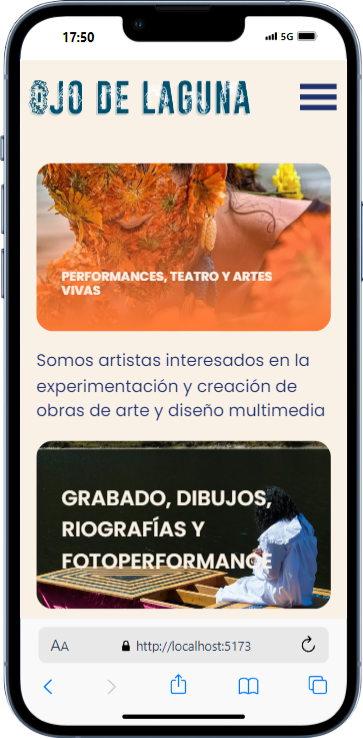 17:50
5G
OJO DE LAGUNA
PERFORMANCES, TEATRO Y ARTES
VIVAS
Somos artistas interesados en la
experimentación y creación de
obras de arte y diseño multimedia
GRABADO, DIBUJOS,
RIOGRAFÍAS Y
FOTOPERFORMANCE
AA
http://localhost:5173